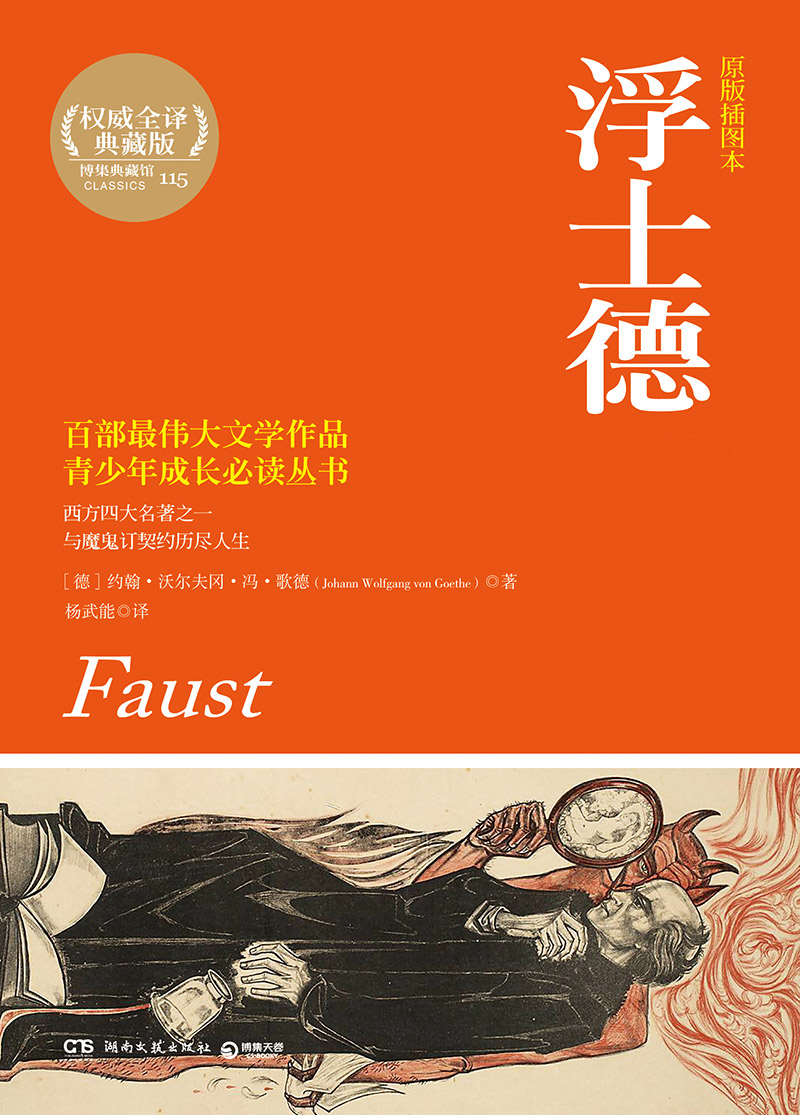 权威全译
典藏版
博集典藏馆
CLASSICS 115
原版插图本
浮士德
百部最伟大文学作品
青少年成长必读丛书
西方四大名著之一
与魔鬼订契约历尽人生
[德]约翰·沃尔夫冈·冯·歌德(Johann Wolfgang von Goethe)◎著
杨武能◎译
Faust
湖南文艺出版社
博集天卷
CS-BOOKY